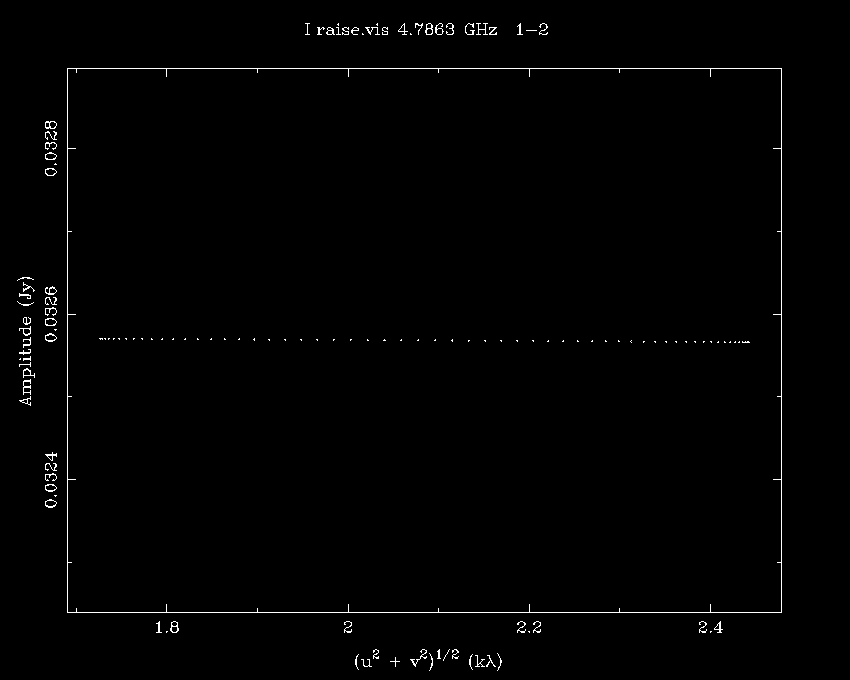 I raise.vis 4.7863 GHz 1-2
0.0328
0.0326
0.0324
Amplitude (Jy)
1.8 2 2.2 2.4
(u² + v²)¹/² (kλ)